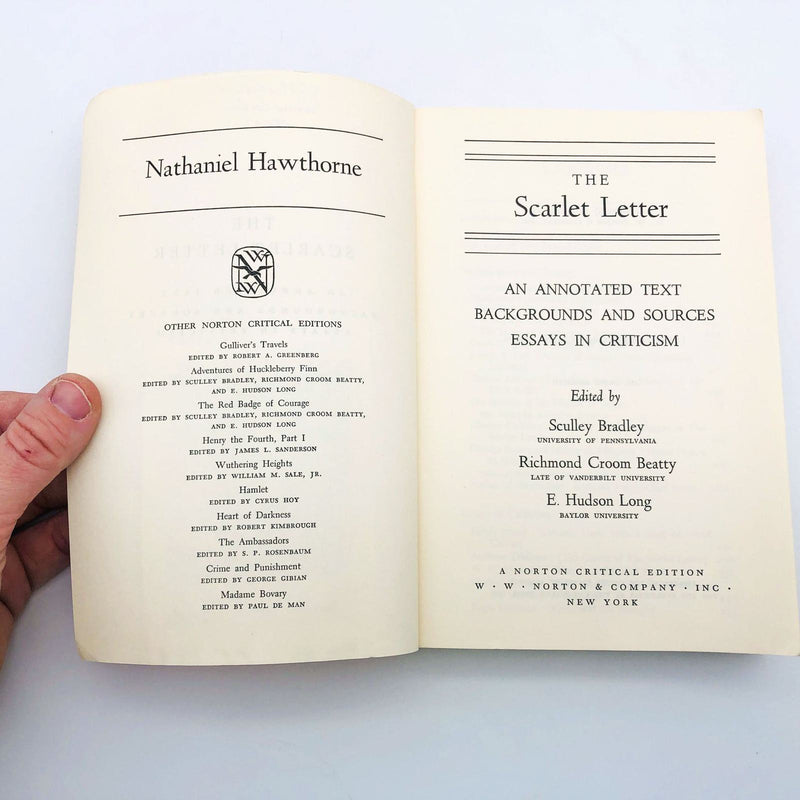 Nathaniel Hawthorne
OTHER NORTON CRITICAL EDITIONS
Gulliver's Travels
EDITED BY ROBERT A. GREENBERG
Adventures of Huckleberry Finn
EDITED BY SCULLEY BRADLEY, RICHMOND CROOM BEATTY,
AND E. HUDSON LONG
The Red Badge of Courage
EDITED BY SCULLEY BRADLEY, RICHMOND CROOM BEATTY,
AND E. HUDSON LONG
Henry the Fourth, Part I
EDITED BY JAMES L. SANDERSON
Wuthering Heights
EDITED BY WILLIAM M. SALE, JR.
Hamlet
EDITED BY CYRUS HOY
Heart of Darkness
EDITED BY ROBERT KIMBROUGH
The Ambassadors
EDITED BY S. P. ROSENBAUM
Crime and Punishment
EDITED BY GEORGE GIBIAN
Madame Bovary
EDITED BY PAUL DE MAN
THE
Scarlet Letter
AN ANNOTATED TEXT
BACKGROUNDS AND SOURCES
ESSAYS IN CRITICISM
Edited by
Sculley Bradley
UNIVERSITY OF PENNSYLVANIA
Richmond Croom Beatty
LATE OF VANDERBILT UNIVERSITY
E. Hudson Long
BAYLOR UNIVERSITY
A NORTON CRITICAL EDITION
W · W · NORTON & COMPANY · INC ·
NEW YORK